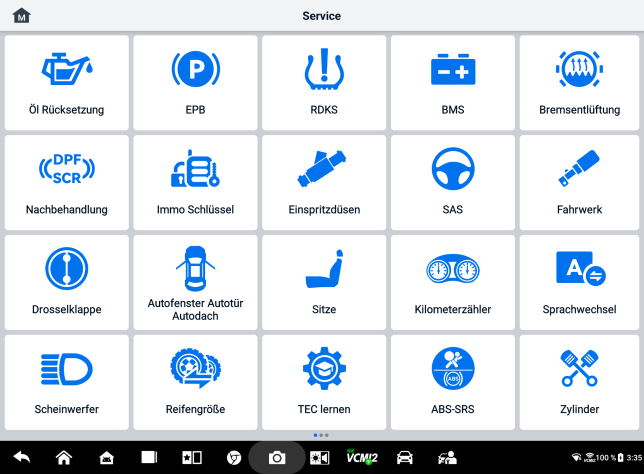 M
Service
Öl Rücksetzung
P
EPB
RDKS
BMS
Bremsentlüftung
DPF
SCR
Nachbehandlung
Immo Schlüssel
Einspritzdüsen
SAS
Fahrwerk
Drosselklappe
Autofenster Autotür
Autodach
Sitze
Kilometerzähler
A
Sprachwechsel
Scheinwerfer
Reifengröße
TEC lernen
ABS
ABS-SRS
Zylinder
VCMI2
VCMI2
100 %
3:35